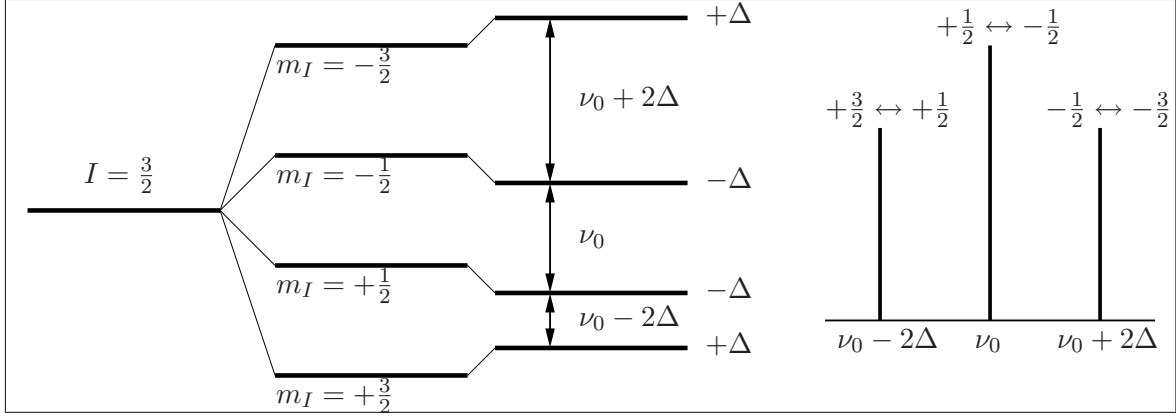 I = 3/2
m_I = −3/2
m_I = −1/2
m_I = +1/2
m_I = +3/2
+Δ
−Δ
−Δ
+Δ
ν₀ + 2Δ
ν₀
ν₀ − 2Δ
+1/2 ↔ −1/2
+3/2 ↔ +1/2
−1/2 ↔ −3/2
ν₀ − 2Δ
ν₀
ν₀ + 2Δ